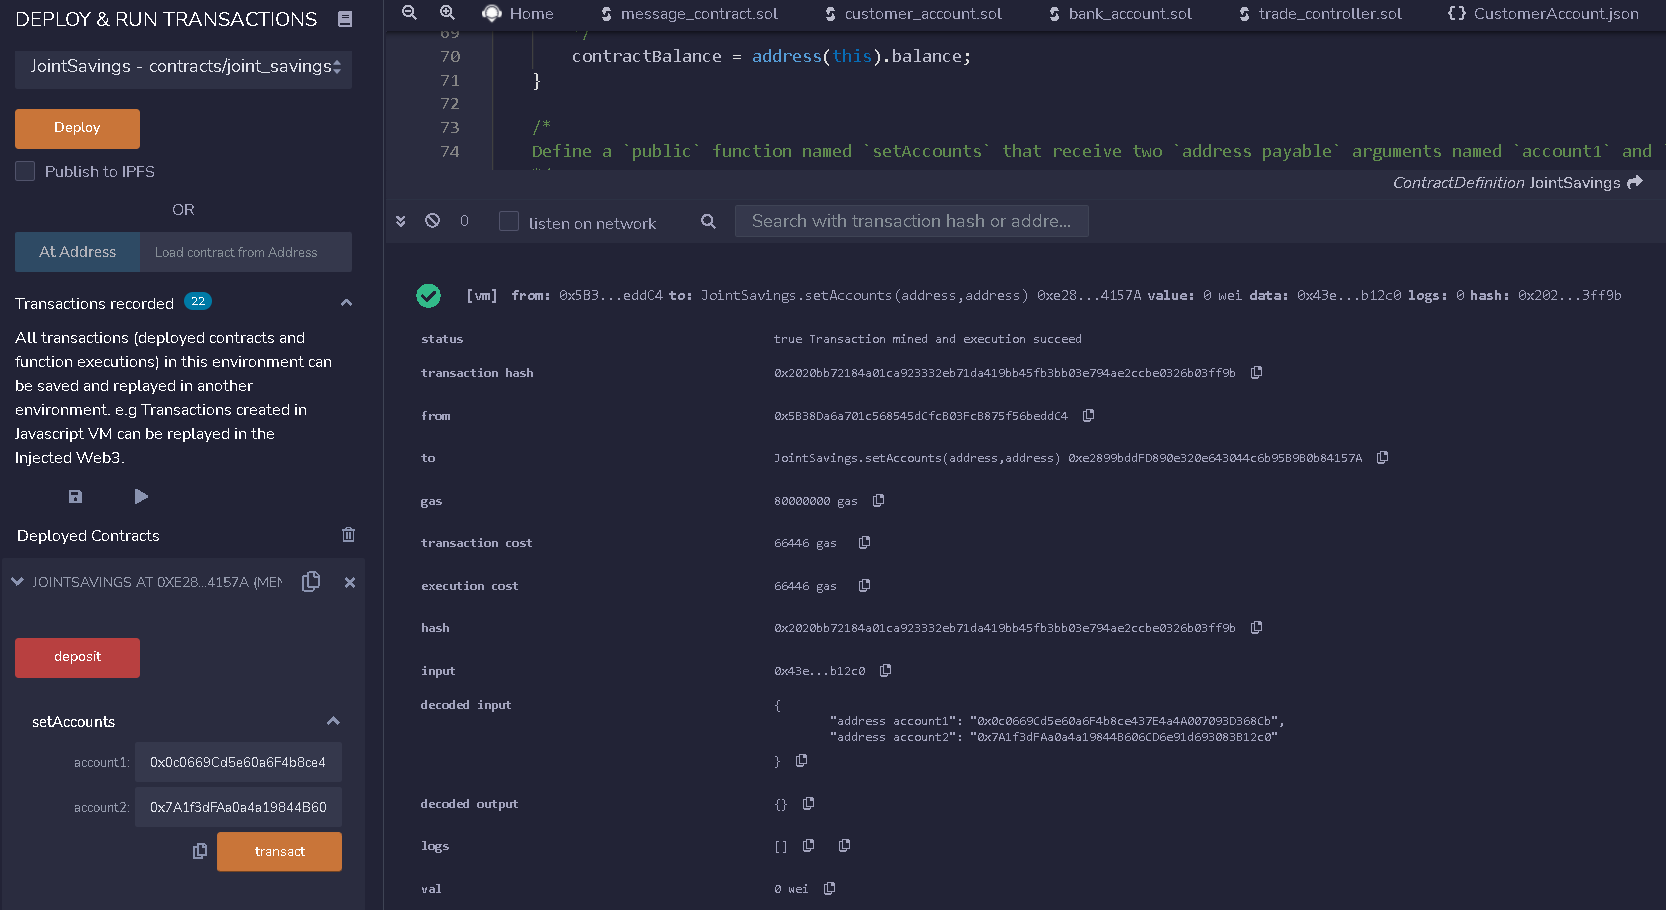 DEPLOY & RUN TRANSACTIONS
JointSavings - contracts/joint_savings
Deploy
Publish to IPFS
OR
At Address
Load contract from Address
Transactions recorded 22
All transactions (deployed contracts and
function executions) in this environment can
be saved and replayed in another
environment. e.g Transactions created in
Javascript VM can be replayed in the
Injected Web3.
Deployed Contracts
JOINTSAVINGS AT 0XE28...4157A (MEM
deposit
setAccounts
account1: 0x0c0669Cd5e60a6F4b8ce4
account2: 0x7A1f3dFAa0a4a19844B60
transact
Home message_contract.sol customer_account.sol bank_account.sol trade_controller.sol {} CustomerAccount.json
69 */
70 contractBalance = address(this).balance;
71 }
72
73 /*
74 Define a `public` function named `setAccounts` that receive two `address payable` arguments named `account1` and `
ContractDefinition JointSavings
0 listen on network Search with transaction hash or addre...
[vm] from: 0x5B3...eddC4 to: JointSavings.setAccounts(address,address) 0xe28...4157A value: 0 wei data: 0x43e...b12c0 logs: 0 hash: 0x202...3ff9b
status true Transaction mined and execution succeed
transaction hash 0x2020bb72184a01ca923332eb71da419bb45fb3bb03e794ae2ccbe0326b03ff9b
from 0x5B38Da6a701c568545dCfcB03FcB875f56beddC4
to JointSavings.setAccounts(address,address) 0xe2899bddFD890e320e643044c6b95B9B0b84157A
gas 80000000 gas
transaction cost 66446 gas
execution cost 66446 gas
hash 0x2020bb72184a01ca923332eb71da419bb45fb3bb03e794ae2ccbe0326b03ff9b
input 0x43e...b12c0
decoded input {
"address account1": "0x0c0669Cd5e60a6F4b8ce437E4a4A007093D368Cb",
"address account2": "0x7A1f3dFAa0a4a19844B606CD6e91d693083B12c0"
}
decoded output {}
logs []
val 0 wei